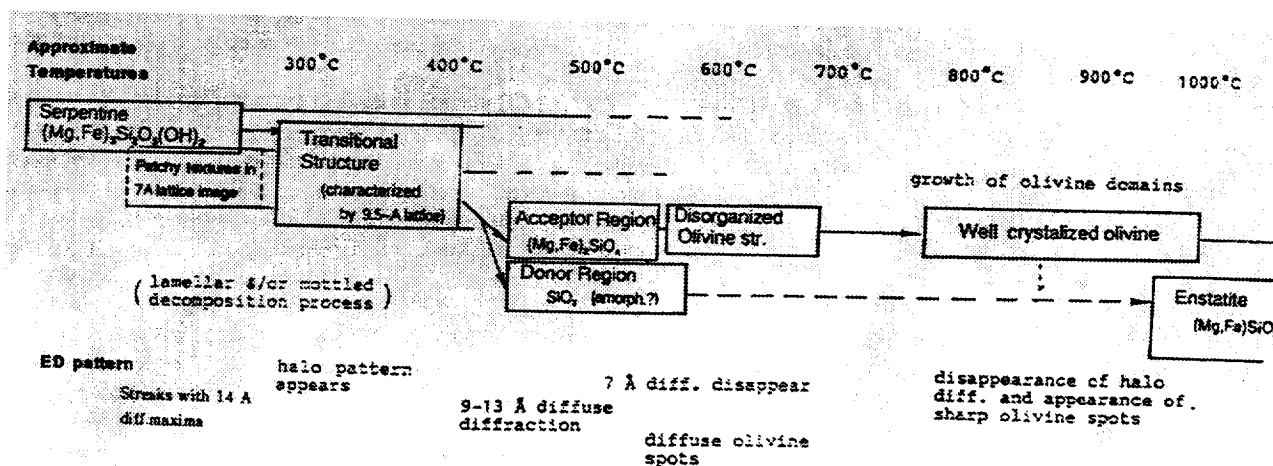 Approximate
Temperatures
300°C 400°C 500°C 600°C 700°C 800°C 900°C 1000°C
Serpentine
(Mg,Fe)₃Si₂O₅(OH)₂
Patchy textures in
7A lattice image
Transitional
Structure
(characterized
by 9.5-A lattice)
growth of olivine domains
Acceptor Region
(Mg,Fe)₂SiOₓ
Disorganized
Olivine str.
Well crystalized olivine
Donor Region
SiOₓ (amorph.?)
Enstatite
(Mg,Fe)SiO
(lamellar &/or mottled
decomposition process)
ED pattern
Streaks with 14 A
diff.maxima
halo pattern
appears
9-13 Å diffuse
diffraction
7 Å diff. disappear
diffuse olivine
spots
disappearance of halo
diff. and appearance of.
sharp olivine spots